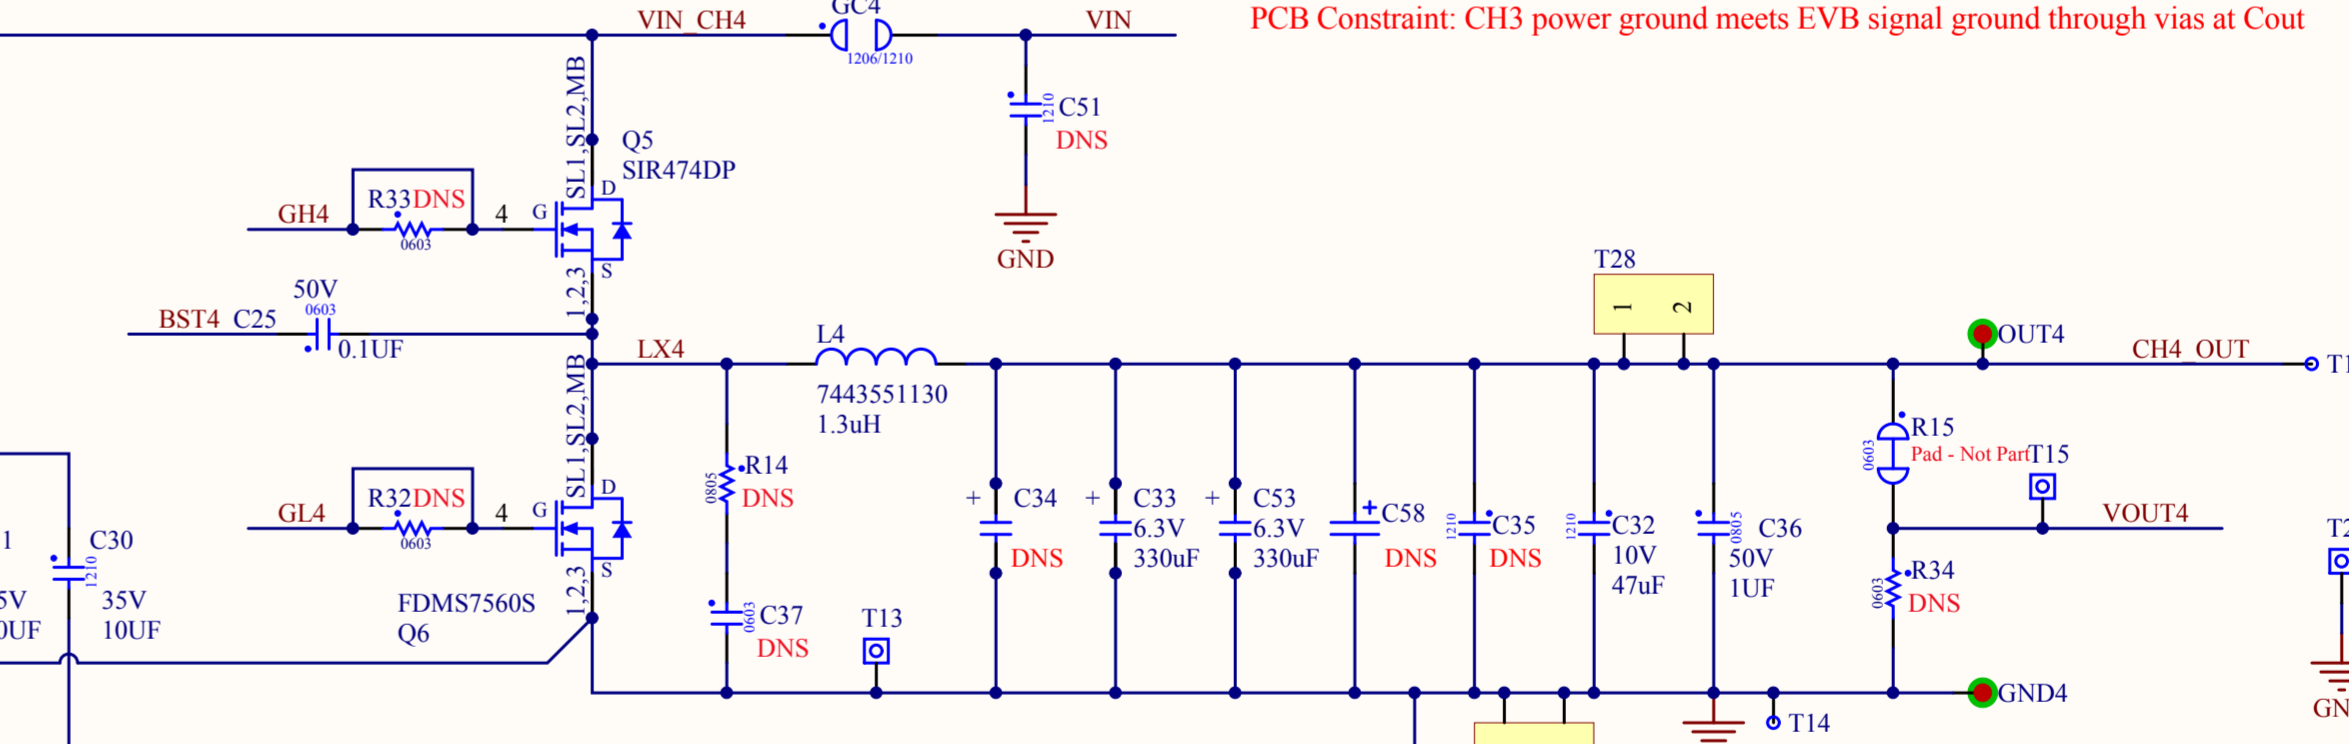 GC4
VIN_CH4
VIN
PCB Constraint: CH3 power ground meets EVB signal ground through vias at Cout
1206/1210
SL1,SL2,MB
1210
C51
DNS
Q5
SIR474DP
D
R33DNS
GH4
4
G
0603
S
GND
T28
1,2,3
50V
0603
BST4
C25
0.1UF
1
2
OUT4
LX4
L4
CH4_OUT
SL1,SL2,MB
7443551130
1.3uH
R15
0603
Pad - Not Part
T15
R14
0805
DNS
D
R32DNS
GL4
4
G
0603
S
+
C34
DNS
+
C33
6.3V
330uF
+
C53
6.3V
330uF
+
C58
DNS
1210
C35
DNS
1210
C32
10V
47uF
0805
C36
50V
1UF
VOUT4
1
C30
1210
35V
10UF
5V
0UF
1,2,3
FDMS7560S
Q6
0603
C37
DNS
T13
R34
0603
DNS
GND4
T14